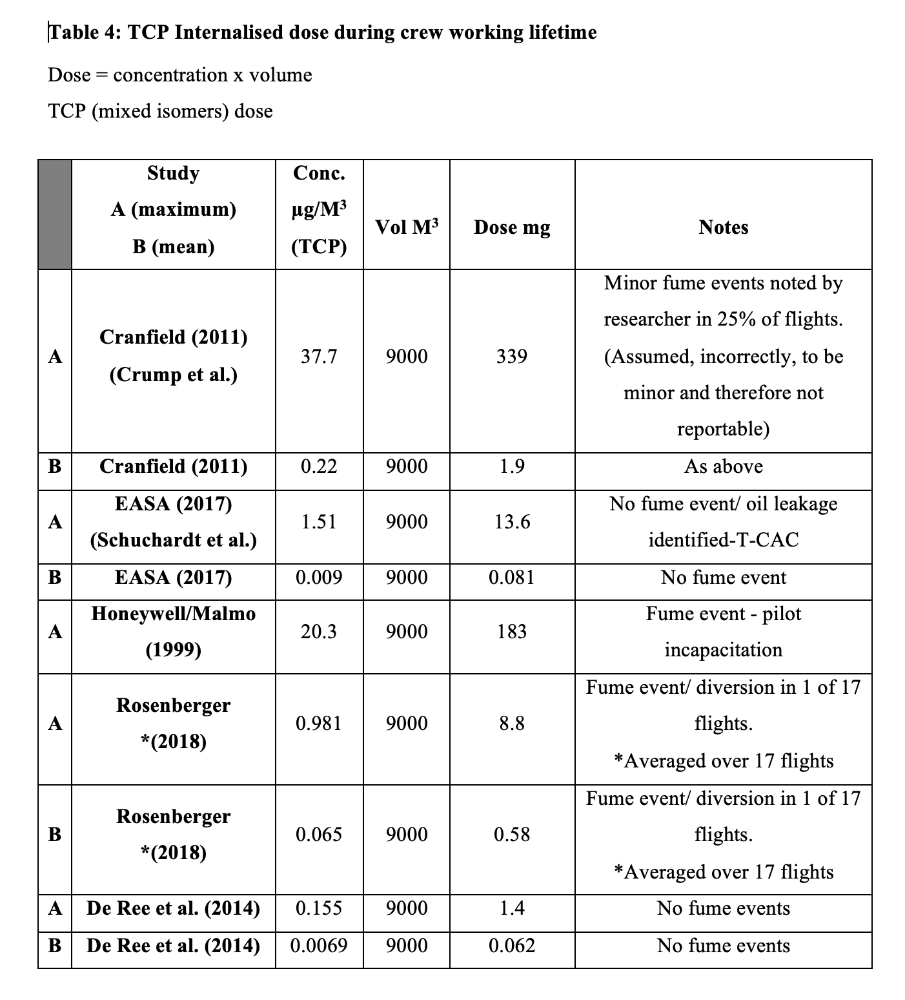 Table 4: TCP Internalised dose during crew working lifetime
Dose = concentration x volume
TCP (mixed isomers) dose
Study
A (maximum)
B (mean)
Conc.
µg/M³
(TCP)
Vol M³
Dose mg
Notes
A
Cranfield (2011)
(Crump et al.)
37.7
9000
339
Minor fume events noted by
researcher in 25% of flights.
(Assumed, incorrectly, to be
minor and therefore not
reportable)
B
Cranfield (2011)
0.22
9000
1.9
As above
A
EASA (2017)
(Schuchardt et al.)
1.51
9000
13.6
No fume event/ oil leakage
identified-T-CAC
B
EASA (2017)
0.009
9000
0.081
No fume event
A
Honeywell/Malmo
(1999)
20.3
9000
183
Fume event - pilot
incapacitation
A
Rosenberger
*(2018)
0.981
9000
8.8
Fume event/ diversion in 1 of 17
flights.
*Averaged over 17 flights
B
Rosenberger
*(2018)
0.065
9000
0.58
Fume event/ diversion in 1 of 17
flights.
*Averaged over 17 flights
A
De Ree et al. (2014)
0.155
9000
1.4
No fume events
B
De Ree et al. (2014)
0.0069
9000
0.062
No fume events